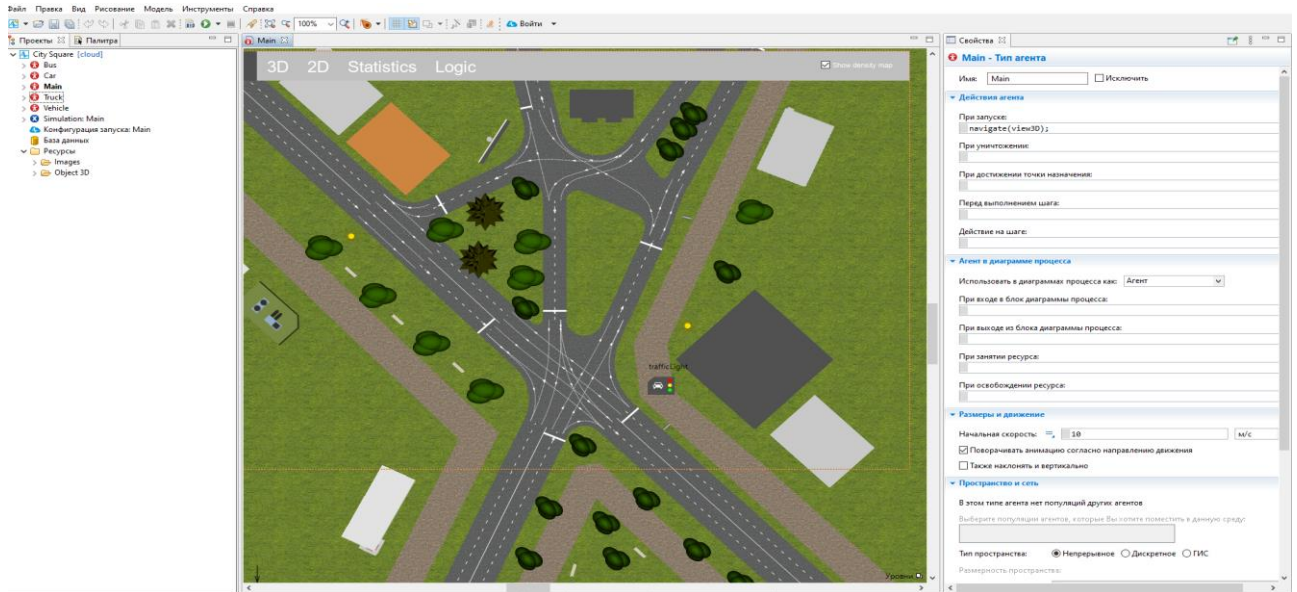 Файл Правка Вид Рисование Модель Инструменты Справка
100% Войти
Проекты Палитра
City Square [cloud]
Bus
Car
Main
Truck
Vehicle
Simulation: Main
Конфигурация запуска: Main
База данных
Ресурсы
Images
Object 3D
Main
3D 2D Statistics Logic Show density map
trafficLight
Уровни
Свойства
Main - Тип агента
Имя: Main Исключить
Действия агента
При запуске:
navigate(view3D);
При уничтожении:
При достижении точки назначения:
Перед выполнением шага:
Действие на шаге:
Агент в диаграмме процесса
Использовать в диаграммах процесса как: Агент
При входе в блок диаграммы процесса:
При выходе из блока диаграммы процесса:
При занятии ресурса:
При освобождении ресурса:
Размеры и движение
Начальная скорость: 10 м/с
Поворачивать анимацию согласно направлению движения
Также наклонять и вертикально
Пространство и сеть
В этом типе агента нет популяций других агентов
Выберите популяции агентов, которые Вы хотите поместить в данную среду:
Тип пространства: Непрерывное Дискретное ГИС
Размерность пространства: